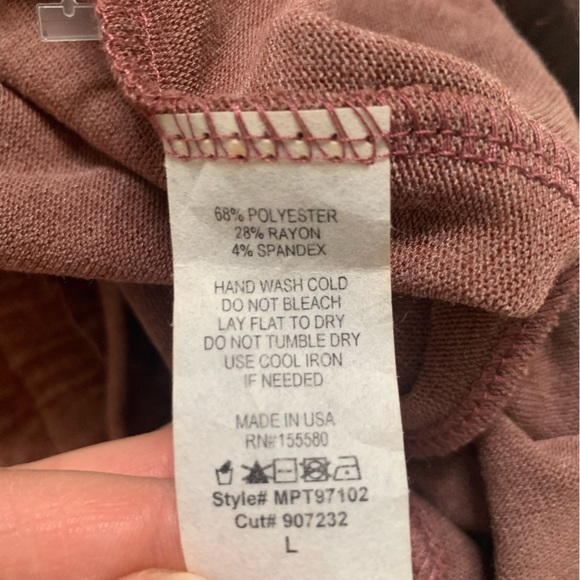 68% POLYESTER
28% RAYON
4% SPANDEX
HAND WASH COLD
DO NOT BLEACH
LAY FLAT TO DRY
DO NOT TUMBLE DRY
USE COOL IRON
IF NEEDED
MADE IN USA
RN#155580
Style# MPT97102
Cut# 907232
L